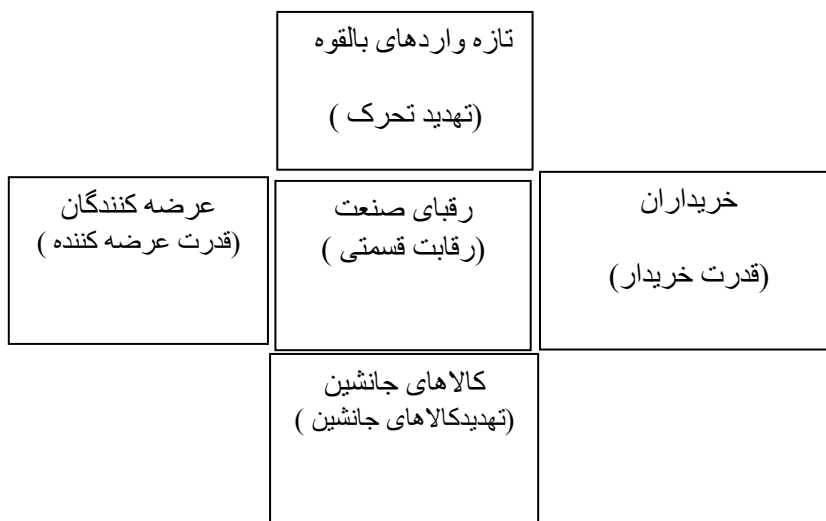 تازه واردهای بالقوه
(تهدید تحرک )
خریداران
(قدرت خریدار)
رقبای صنعت
(رقابت قسمتی )
عرضه کنندگان
(قدرت عرضه کننده )
کالاهای جانشین
(تهدیدکالاهای جانشین )